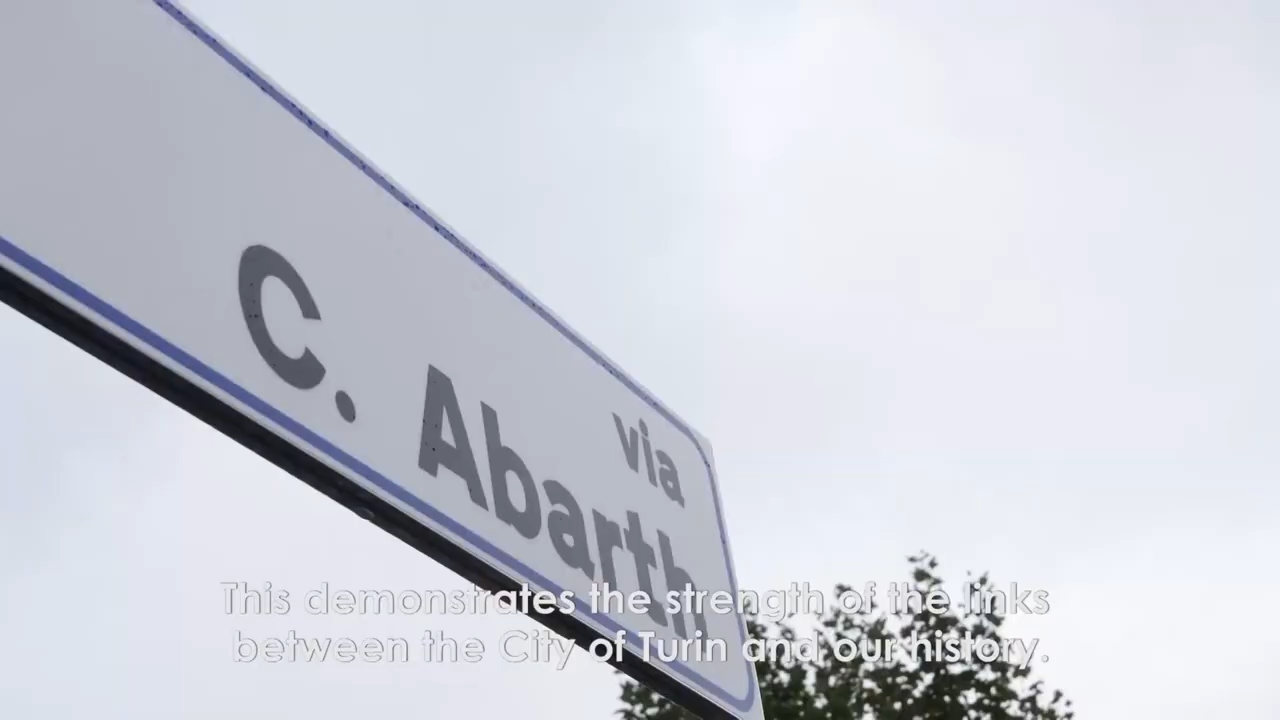 via
C. Abarth
This demonstrates the strength of the links
between the City of Turin and our history.